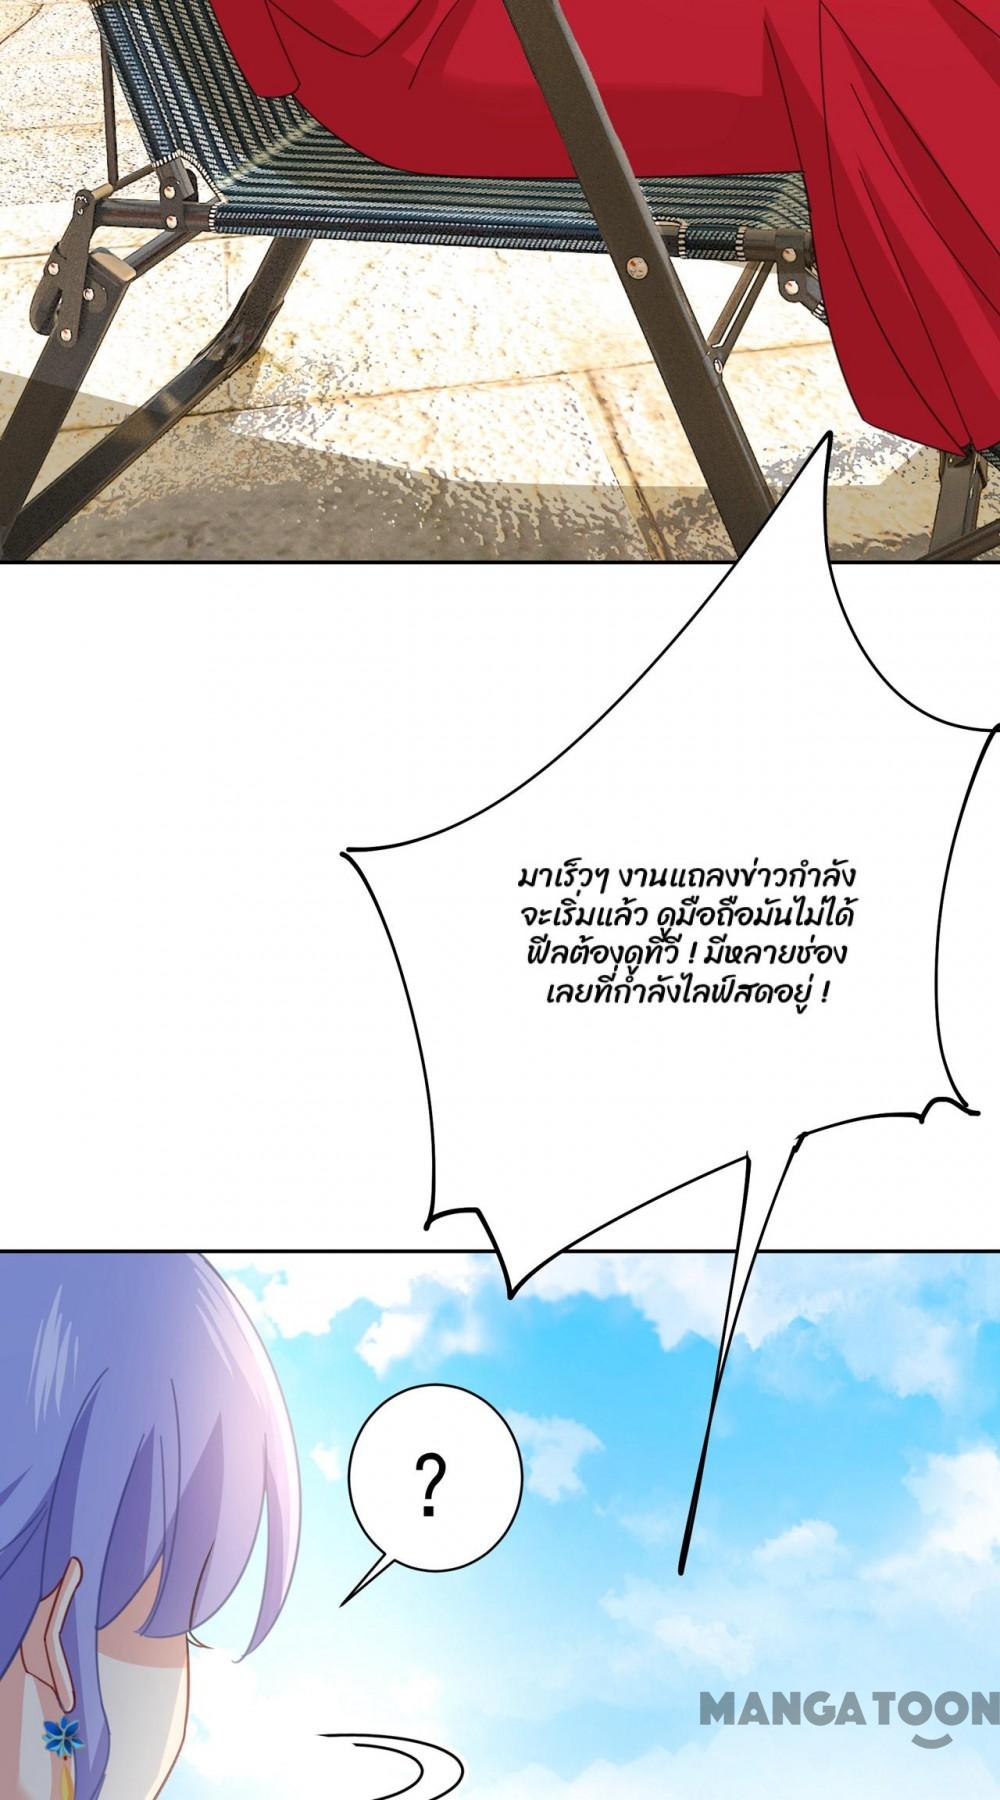 มาเร็วๆ งานแถลงข่าวกำลัง
จะเริ่มแล้ว ดูมือถือมันไม่ได้
ฟีลต้องดูทีวี ! มีหลายช่อง
เลยที่กำลังไลฟ์สดอยู่ !
?
MANGATOON